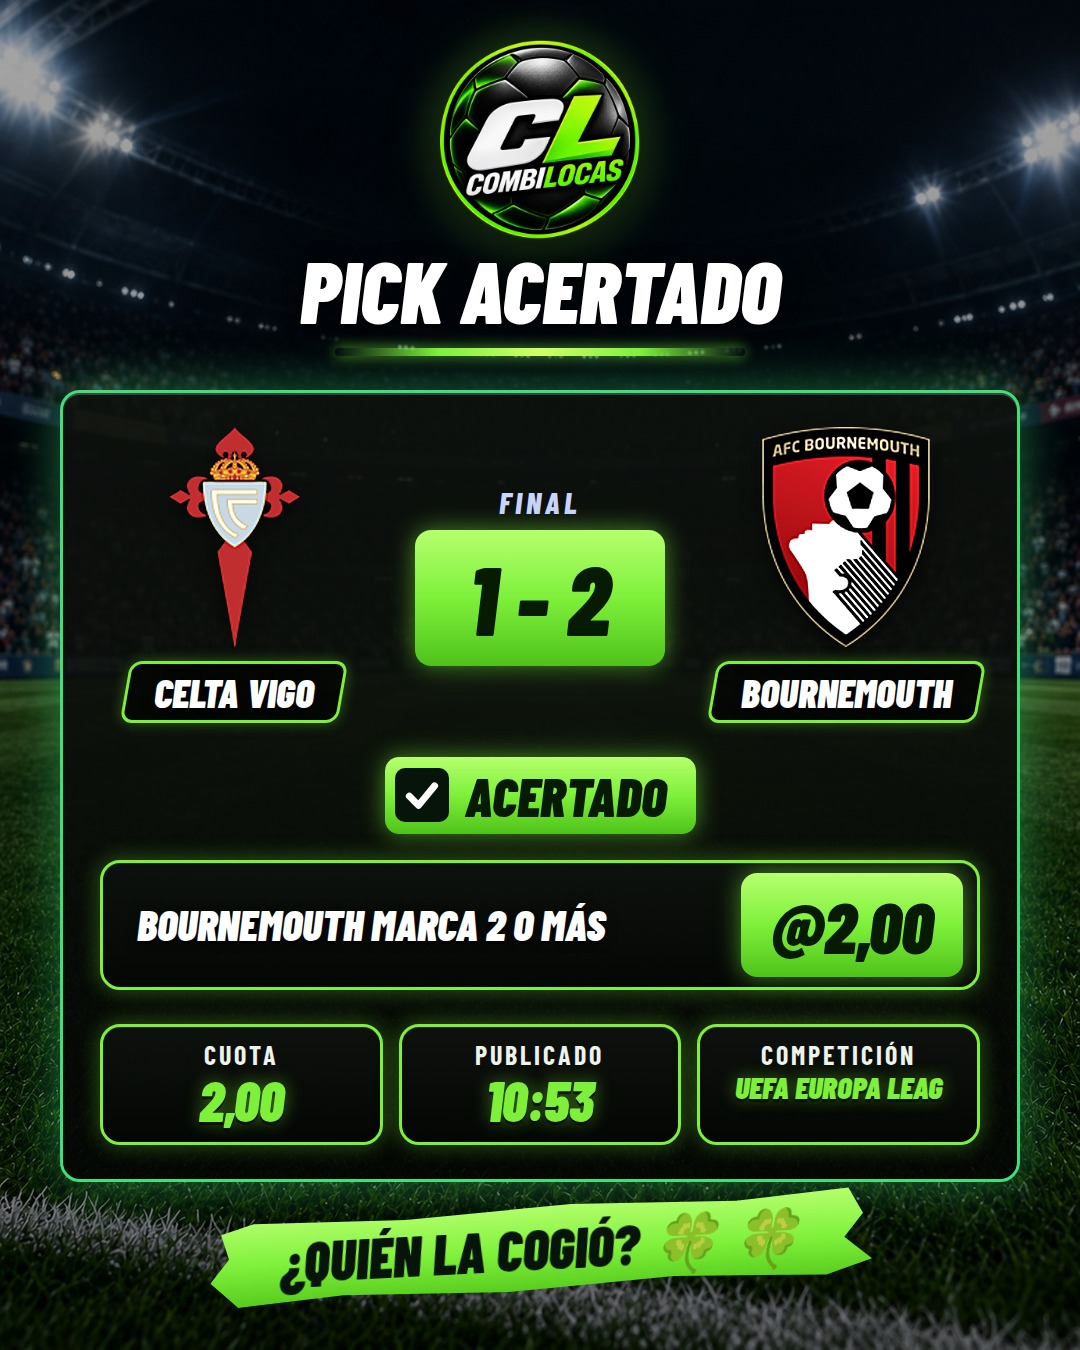 CL
COMBILOCAS
PICK ACERTADO
AFC BOURNEMOUTH
FINAL
1 - 2
CELTA VIGO
BOURNEMOUTH
ACERTADO
BOURNEMOUTH MARCA 2 O MÁS
@2,00
CUOTA
PUBLICADO
COMPETICIÓN
2,00
10:53
UEFA EUROPA LEAG
¿QUIÉN LA COGIÓ? 🍀 🍀